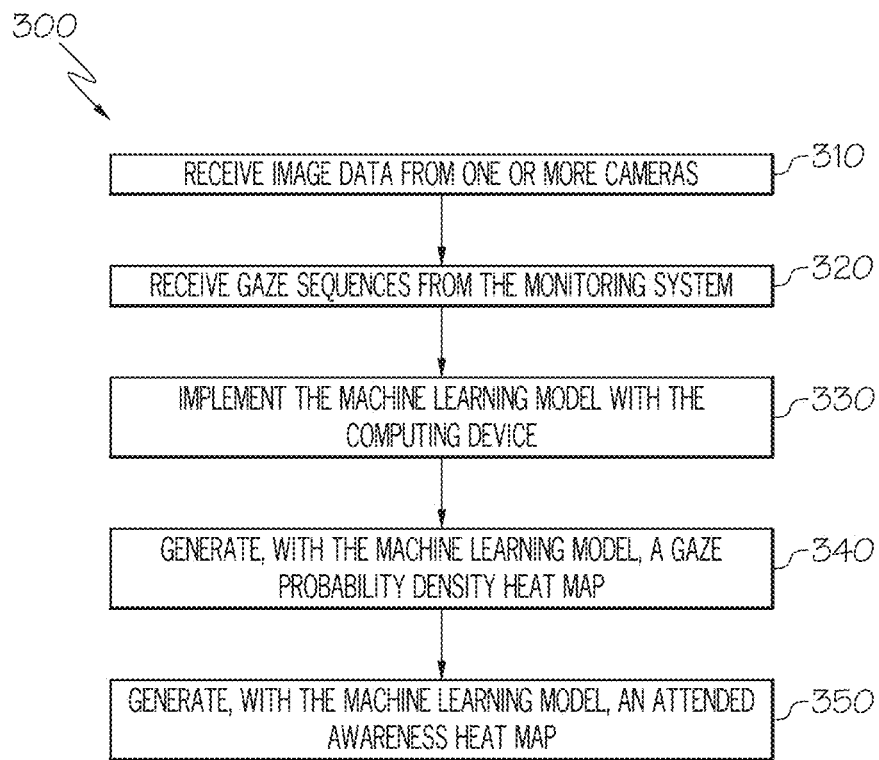 300
RECEIVE IMAGE DATA FROM ONE OR MORE CAMERAS
310
RECEIVE GAZE SEQUENCES FROM THE MONITORING SYSTEM
320
IMPLEMENT THE MACHINE LEARNING MODEL WITH THE
COMPUTING DEVICE
330
GENERATE, WITH THE MACHINE LEARNING MODEL, A GAZE
PROBABILITY DENSITY HEAT MAP
340
GENERATE, WITH THE MACHINE LEARNING MODEL, AN ATTENDED
AWARENESS HEAT MAP
350